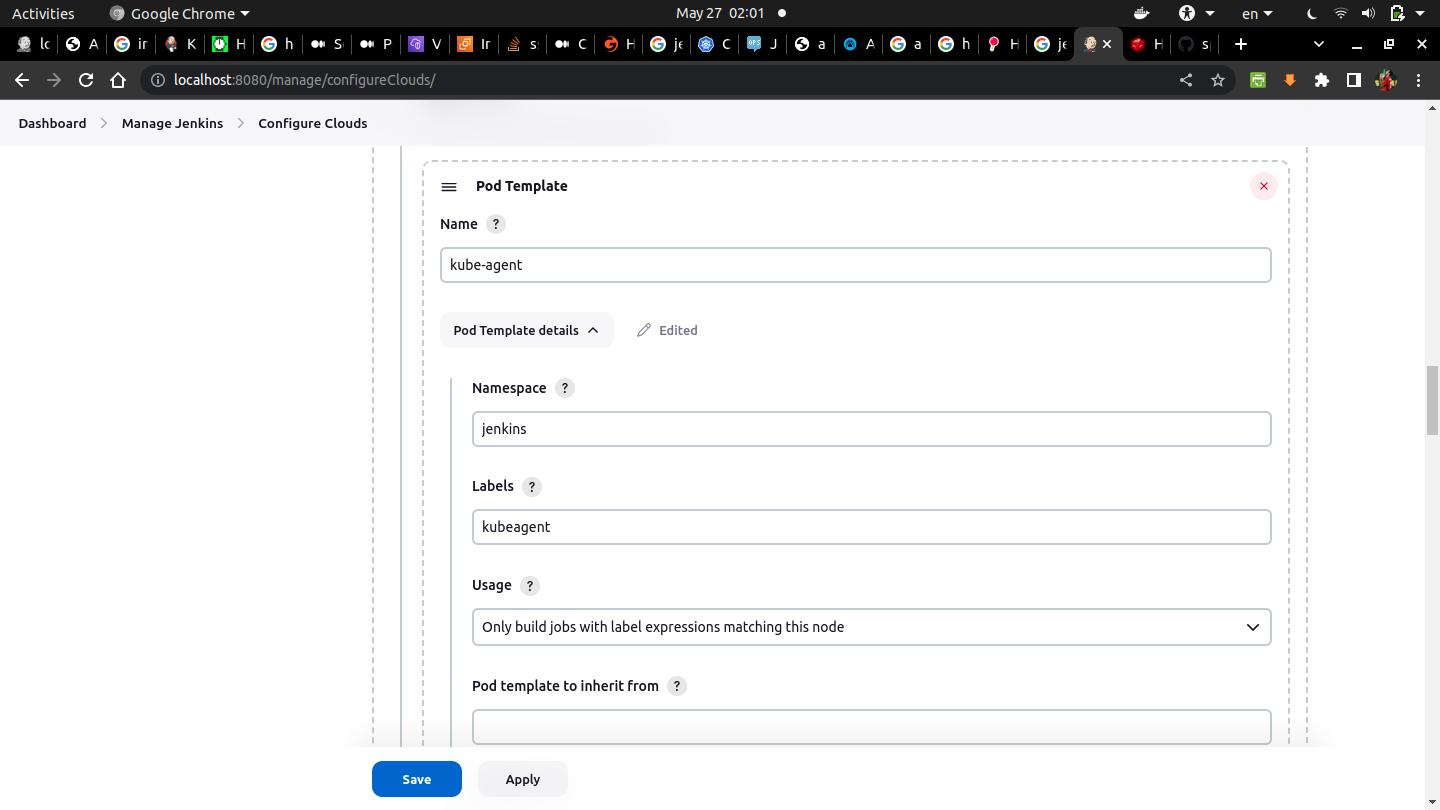 Activities Google Chrome May 27 02:01 en
lo A ir K H h S P V Ir s C H je C J a A a h H je H s
localhost:8080/manage/configureClouds/
Dashboard Manage Jenkins Configure Clouds
Pod Template
Name ?
kube-agent
Pod Template details Edited
Namespace ?
jenkins
Labels ?
kubeagent
Usage ?
Only build jobs with label expressions matching this node
Pod template to inherit from ?
Save Apply